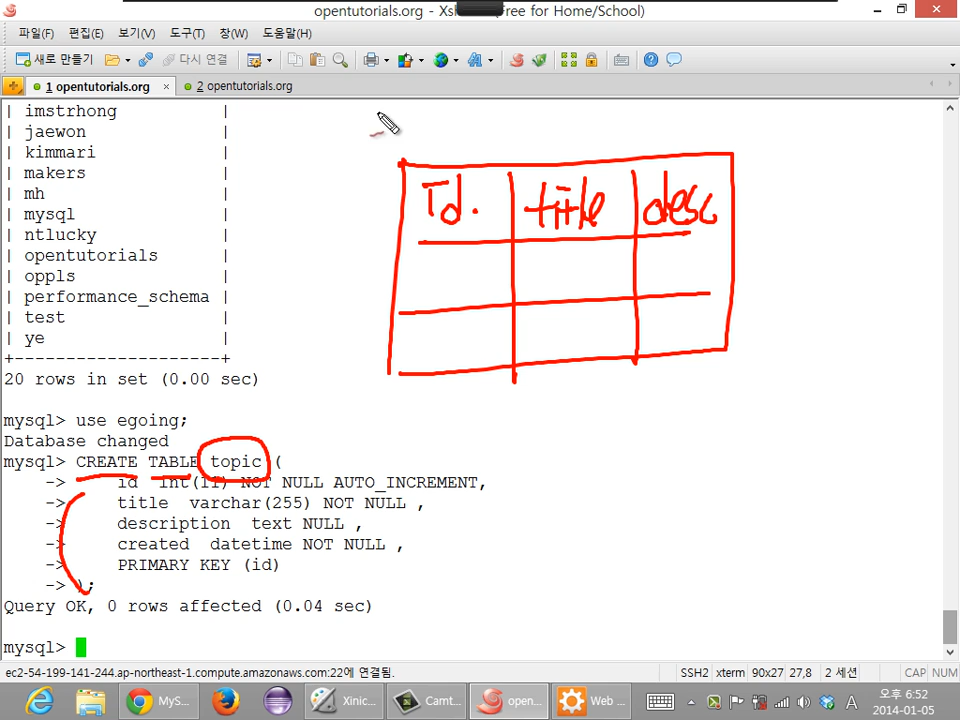 opentutorials.org - Xsh (Free for Home/School)
파일(F) 편집(E) 보기(V) 도구(T) 창(W) 도움말(H)
새로 만들기 다시 연결
1 opentutorials.org × 2 opentutorials.org
| imstrhong |
| jaewon |
| kimmari |
| makers |
| mh |
| mysql |
| ntlucky |
| opentutorials |
| oppls |
| performance_schema |
| test |
| ye |
+--------------------+
20 rows in set (0.00 sec)
Id. title desc
mysql> use egoing;
Database changed
mysql> CREATE TABLE topic (
-> id int(11) NOT NULL AUTO_INCREMENT,
-> title varchar(255) NOT NULL ,
-> description text NULL ,
-> created datetime NOT NULL ,
-> PRIMARY KEY (id)
-> );
Query OK, 0 rows affected (0.04 sec)
mysql>
ec2-54-199-141-244.ap-northeast-1.compute.amazonaws.com:22에 연결됨. SSH2 xterm 90x27 27,8 2 세션 CAP NUM
MyS... Xinic... Camt... open... Web ... A 오후 6:52
2014-01-05